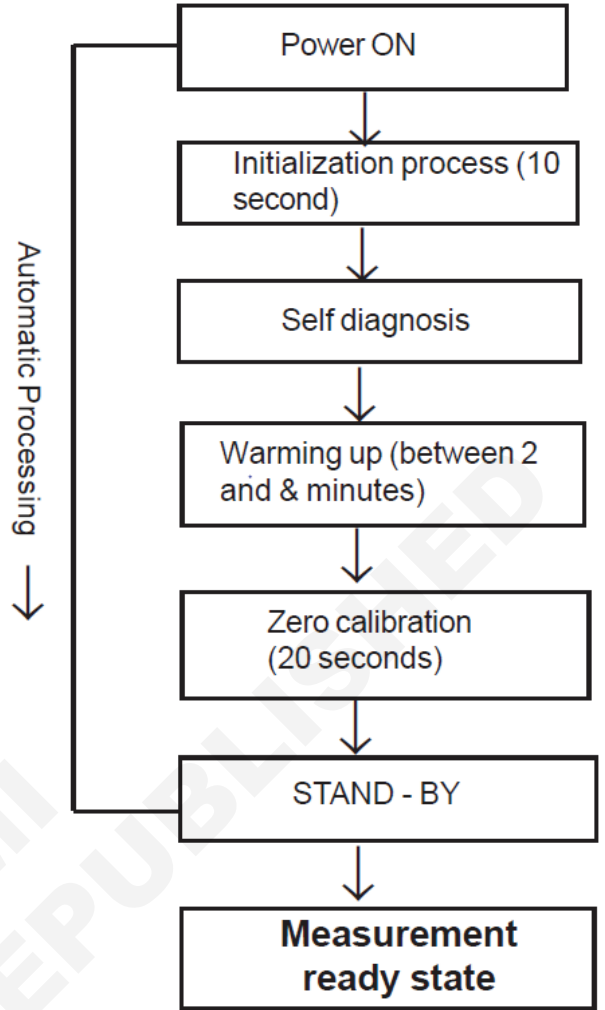 Power ON
Initialization process (10
second)
Self diagnosis
Automatic Processing
Warming up (between 2
and & minutes)
Zero calibration
(20 seconds)
STAND - BY
Measurement
ready state
EPUBLISHED